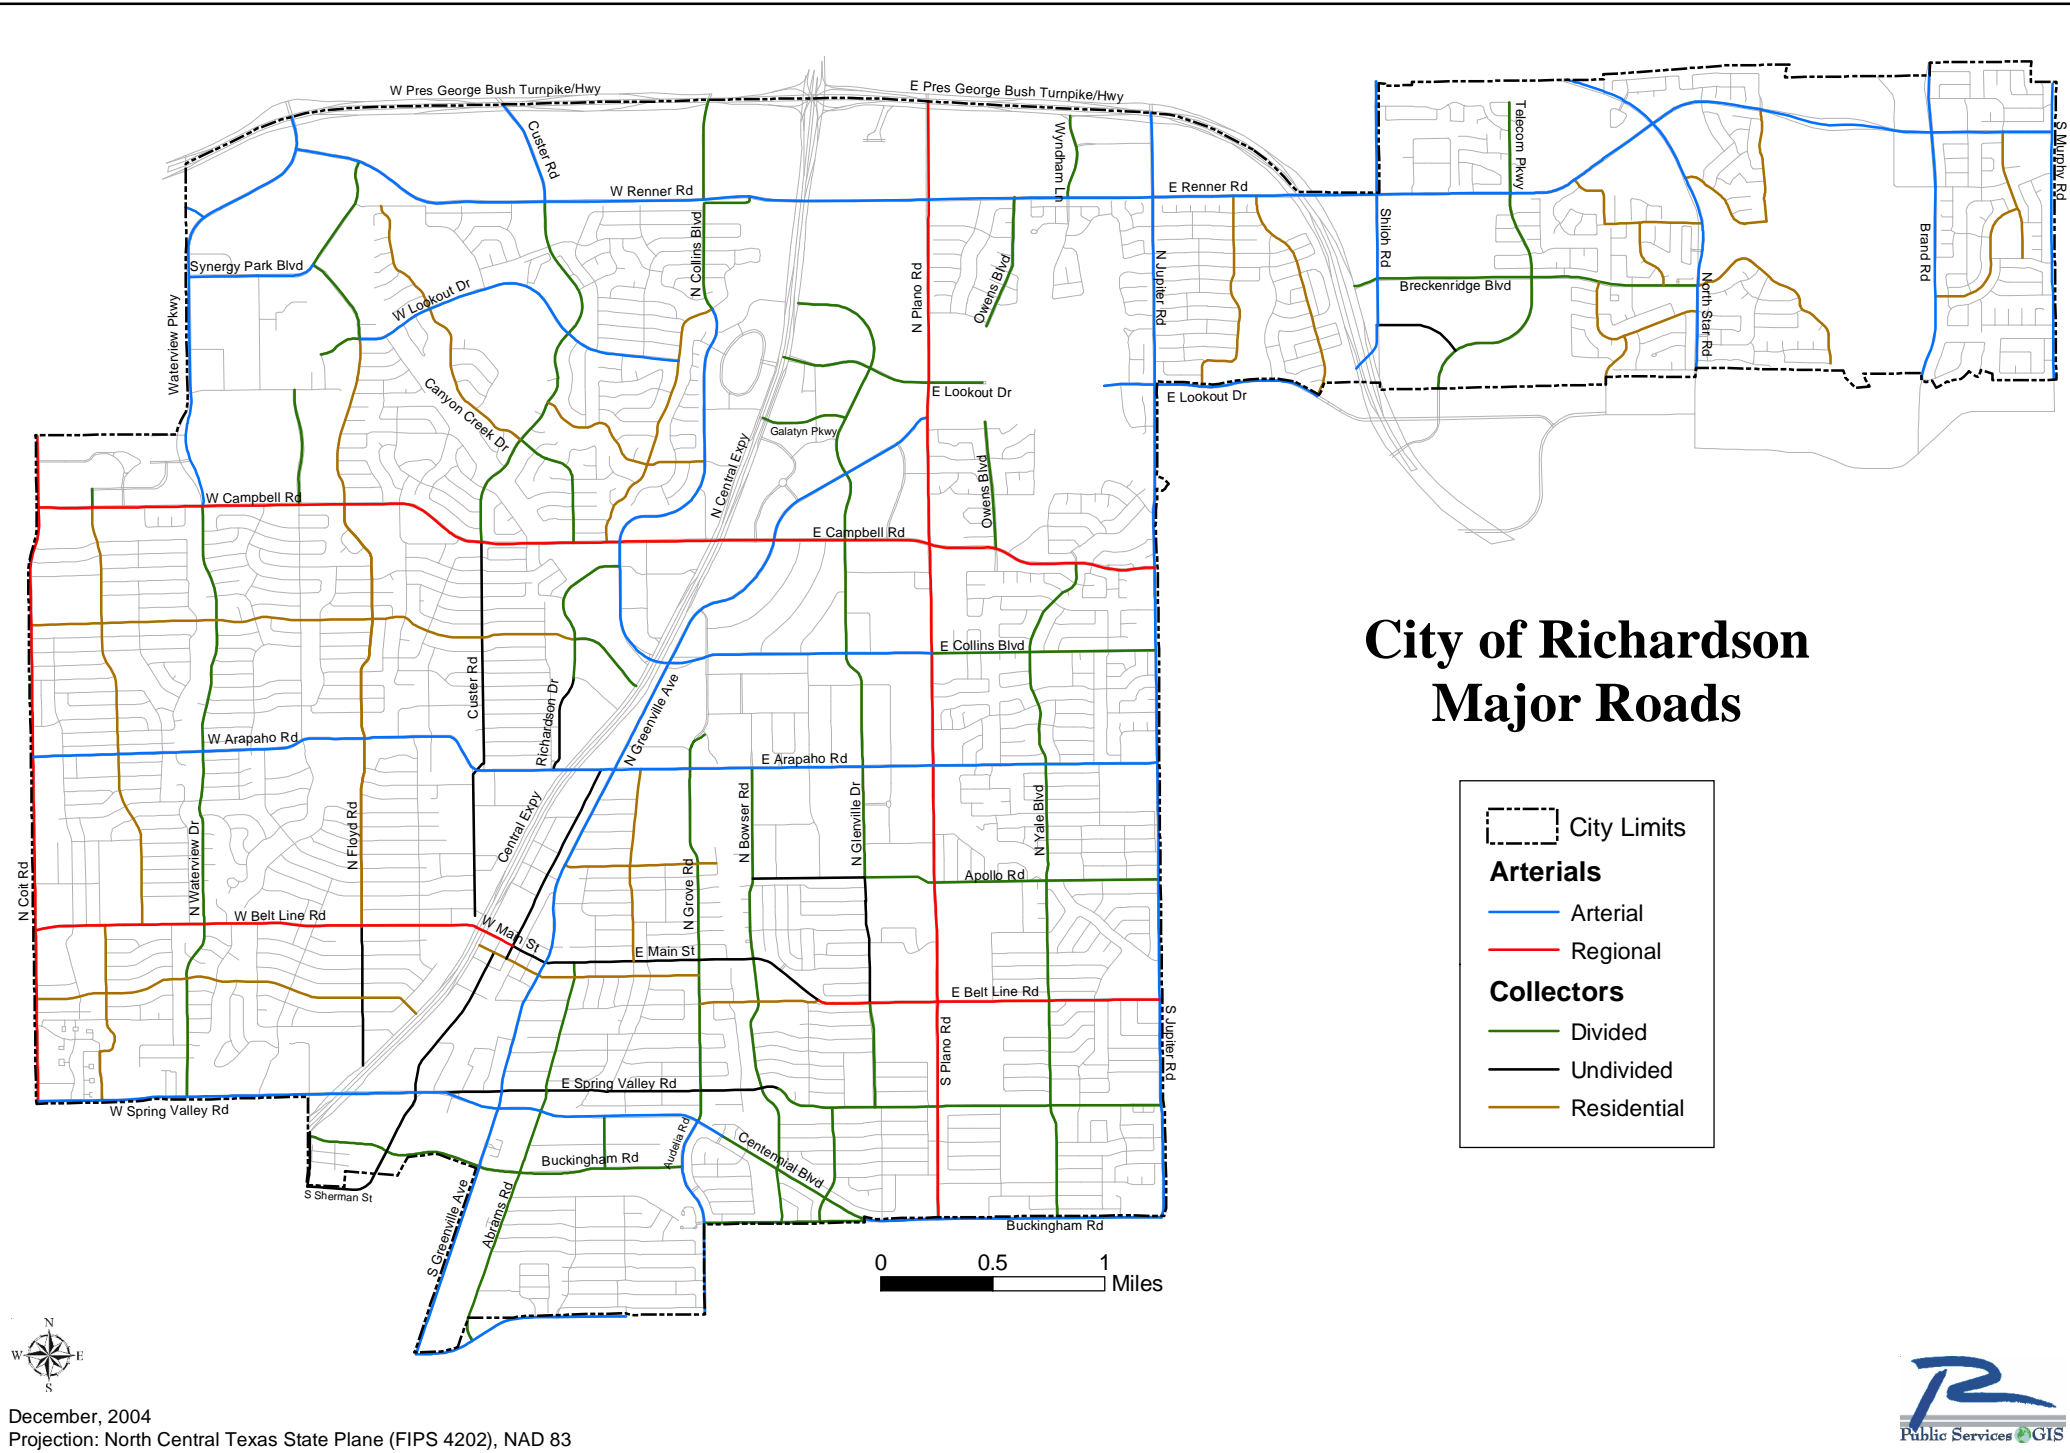 W Pres George Bush Turnpike/Hwy
E Pres George Bush Turnpike/Hwy
Custer Rd
Wyndham Ln
Telecom Pkwy
S Murphy Rd
W Renner Rd
E Renner Rd
N Collins Blvd
Shiloh Rd
Brand Rd
Synergy Park Blvd
W Lookout Dr
N Plano Rd
Owens Blvd
N Jupiter Rd
Breckenridge Blvd
North Star Rd
Waterview Pkwy
Canyon Creek Dr
E Lookout Dr
E Lookout Dr
Galatyn Pkwy
N Central Expy
Owens Blvd
W Campbell Rd
E Campbell Rd
City of Richardson
Major Roads
E Collins Blvd
Custer Rd
Richardson Dr
N Greenville Ave
W Arapaho Rd
E Arapaho Rd
Central Expy
N Floyd Rd
N Waterview Dr
N Coit Rd
N Grove Rd
N Bowser Rd
N Glenville Dr
N Yale Blvd
Apollo Rd
W Belt Line Rd
W Main St
E Main St
E Belt Line Rd
S Plano Rd
S Jupiter Rd
W Spring Valley Rd
E Spring Valley Rd
Audelia Rd
Centennial Blvd
Buckingham Rd
S Sherman St
S Greenville Ave
Abrams Rd
Buckingham Rd
City Limits
Arterials
Arterial
Regional
Collectors
Divided
Undivided
Residential
0 0.5 1
Miles
N
W E
S
December, 2004
Projection: North Central Texas State Plane (FIPS 4202), NAD 83
Public Services GIS